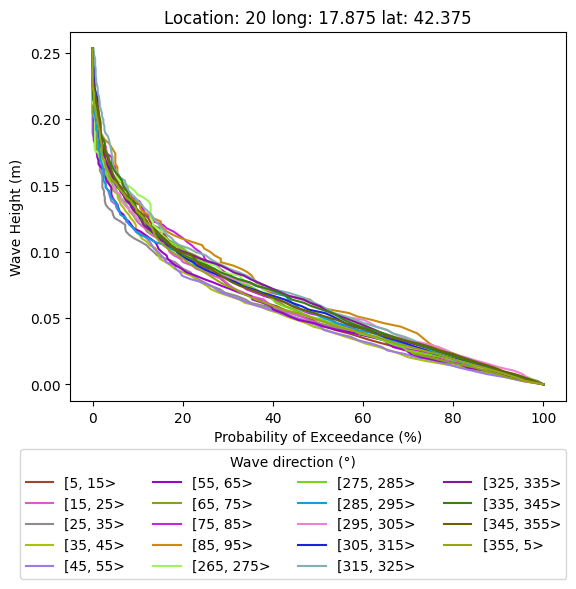 Location: 20 long: 17.875 lat: 42.375
0.25
0.20
0.15
0.10
0.05
0.00
Wave Height (m)
0 20 40 60 80 100
Probability of Exceedance (%)
Wave direction (°)
[5, 15> [55, 65> [275, 285> [325, 335>
[15, 25> [65, 75> [285, 295> [335, 345>
[25, 35> [75, 85> [295, 305> [345, 355>
[35, 45> [85, 95> [305, 315> [355, 5>
[45, 55> [265, 275> [315, 325>